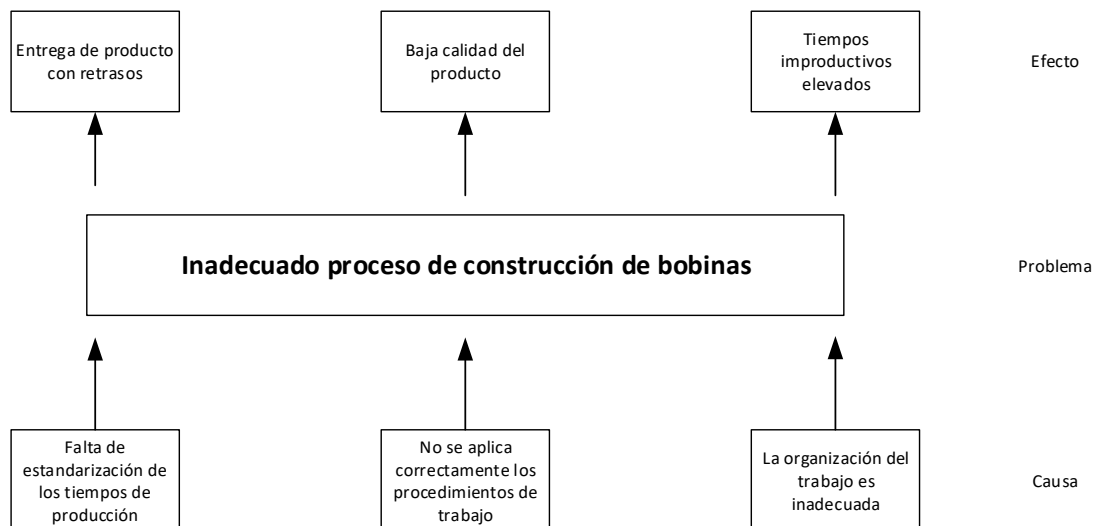 Entrega de producto
con retrasos
Baja calidad del
producto
Tiempos
improductivos
elevados
Efecto
Inadecuado proceso de construcción de bobinas
Problema
Falta de
estandarización de
los tiempos de
producción
No se aplica
correctamente los
procedimientos de
trabajo
La organización del
trabajo es
inadecuada
Causa